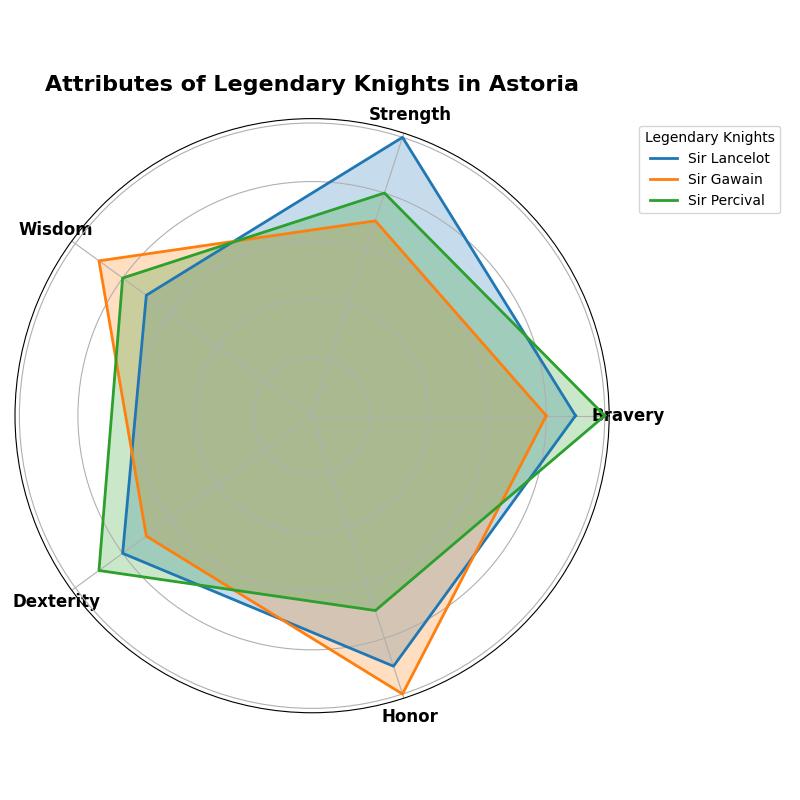 Attributes of Legendary Knights in Astoria
Strength
Legendary Knights
Sir Lancelot
Sir Gawain
Sir Percival
Wisdom
Bravery
Dexterity
Honor